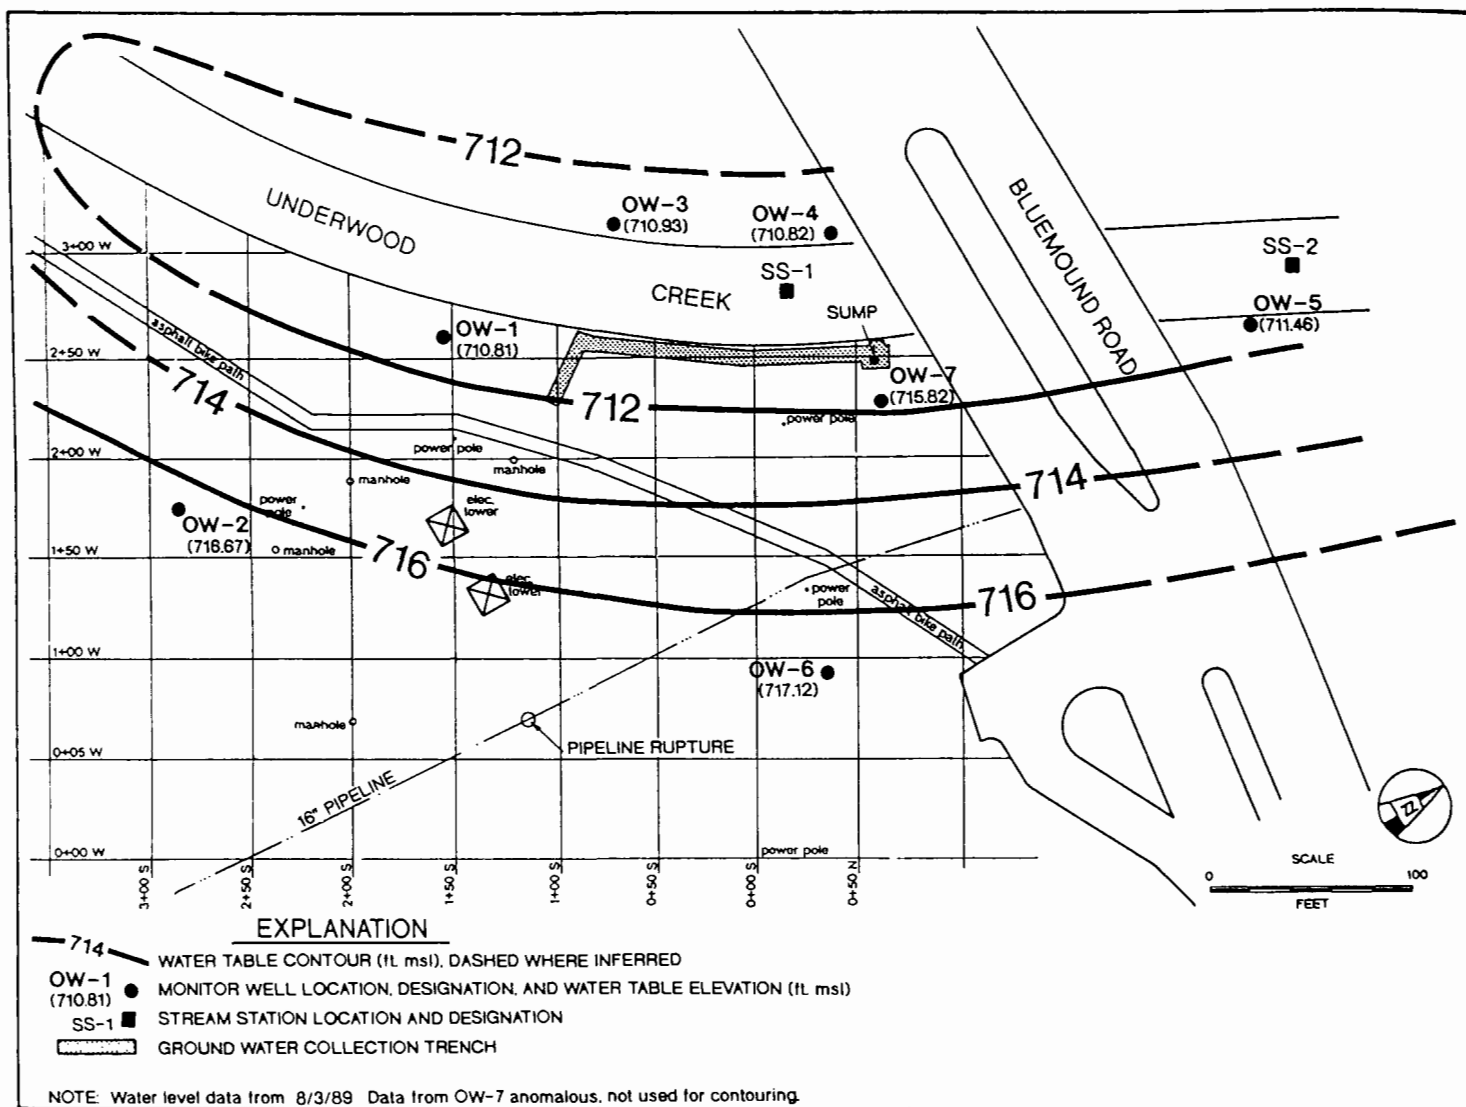 712
UNDERWOOD
CREEK
OW-3
(710.93)
OW-4
(710.82)
SS-1
SUMP
BLUEMOUND ROAD
SS-2
OW-5
(711.46)
3+00 W
asphalt bike path
OW-1
(710.81)
2+50 W
OW-7
(715.82)
712
714
power pole
power pole
2+00 W
manhole
manhole
714
elec.
tower
power
pole
OW-2
(716.67)
manhole
1+50 W
716
elec.
tower
power
pole
asphalt bike path
716
1+00 W
OW-6
(717.12)
manhole
PIPELINE RUPTURE
0+05 W
16" PIPELINE
0+00 W
power pole
3+00 S
2+50 S
2+00 S
1+50 S
1+00 S
0+50 S
0+00 S
0+50 N
SCALE
0 100
FEET
EXPLANATION
714 WATER TABLE CONTOUR (ft. msl), DASHED WHERE INFERRED
OW-1
(710.81) MONITOR WELL LOCATION, DESIGNATION, AND WATER TABLE ELEVATION (ft. msl)
SS-1 STREAM STATION LOCATION AND DESIGNATION
GROUND WATER COLLECTION TRENCH
NOTE: Water level data from 8/3/89 Data from OW-7 anomalous, not used for contouring.